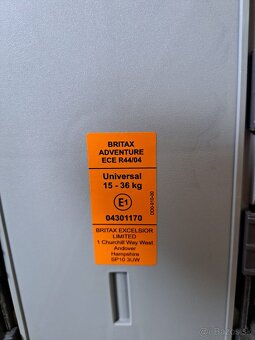 BRITAX
ADVENTURE
ECE R44/04
Universal
15 - 36 kg
E1
04301170
BRITAX EXCELSIOR
LIMITED
1 Churchill Way West
Andover
Hampshire
SP10 3UW